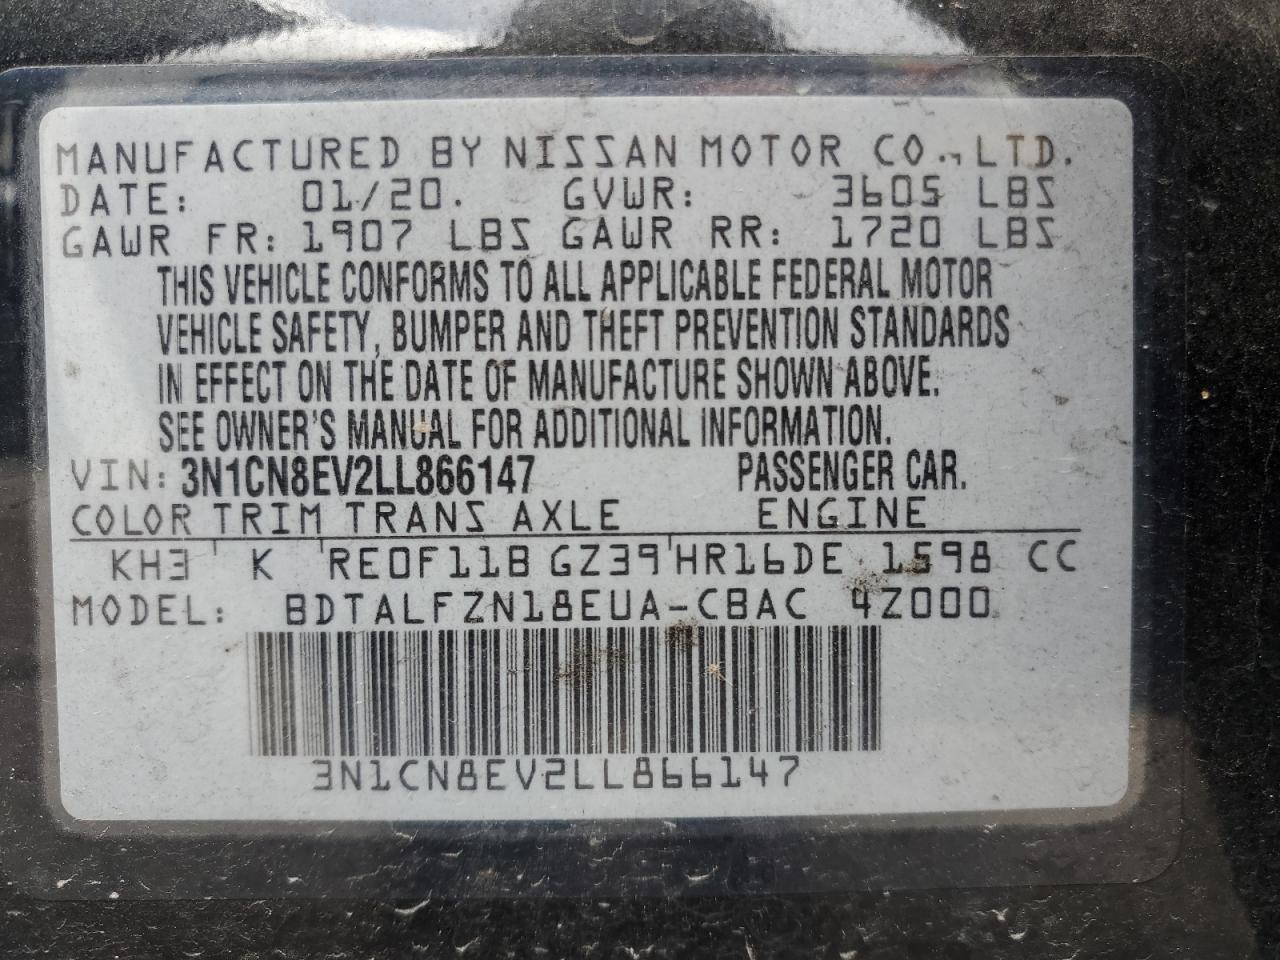 MANUFACTURED BY NISSAN MOTOR CO., LTD.
DATE: 01/20. GVWR: 3605 LBS
GAWR FR: 1907 LBS GAWR RR: 1720 LBS
THIS VEHICLE CONFORMS TO ALL APPLICABLE FEDERAL MOTOR
VEHICLE SAFETY, BUMPER AND THEFT PREVENTION STANDARDS
IN EFFECT ON THE DATE OF MANUFACTURE SHOWN ABOVE.
SEE OWNER'S MANUAL FOR ADDITIONAL INFORMATION.
VIN: 3N1CN8EV2LL866147 PASSENGER CAR.
COLOR TRIM TRANS AXLE ENGINE
KH3 K RE0F11B GZ39 HR16DE 1598 CC
MODEL: BDTALFZN18EUA-CBAC 4Z000
3N1CN8EV2LL866147